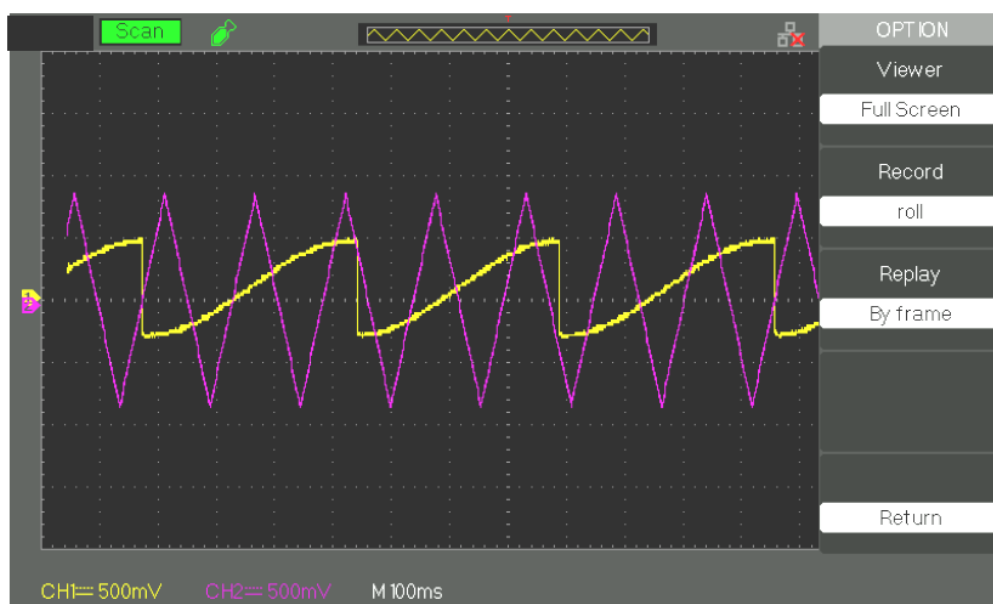 Scan
OPTION
Viewer
Full Screen
Record
roll
Replay
By frame
Return
CH1 500mV CH2 500mV M 100ms